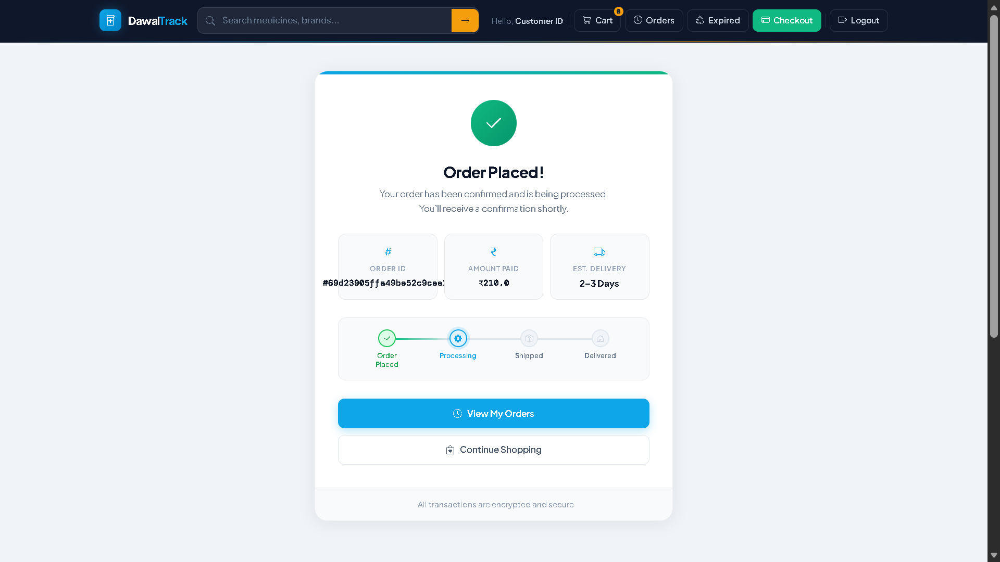 DawaiTrack
Search medicines, brands...
Hello, Customer ID
Cart
0
Orders
Expired
Checkout
Logout
Order Placed!
Your order has been confirmed and is being processed.
You'll receive a confirmation shortly.
#
ORDER ID
#69d23905ffa49be52c9cee
₹
AMOUNT PAID
₹210.0
EST. DELIVERY
2–3 Days
Order
Placed
Processing
Shipped
Delivered
View My Orders
Continue Shopping
All transactions are encrypted and secure